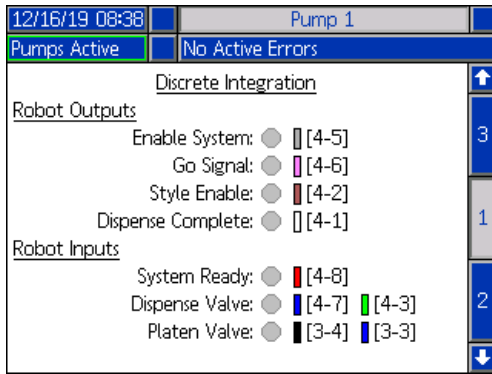 12/16/19 08:38 Pump 1
Pumps Active No Active Errors
Discrete Integration
Robot Outputs
Enable System: [4-5]
Go Signal: [4-6]
Style Enable: [4-2]
Dispense Complete: [4-1]
Robot Inputs
System Ready: [4-8]
Dispense Valve: [4-7] [4-3]
Platen Valve: [3-4] [3-3]
3
1
2